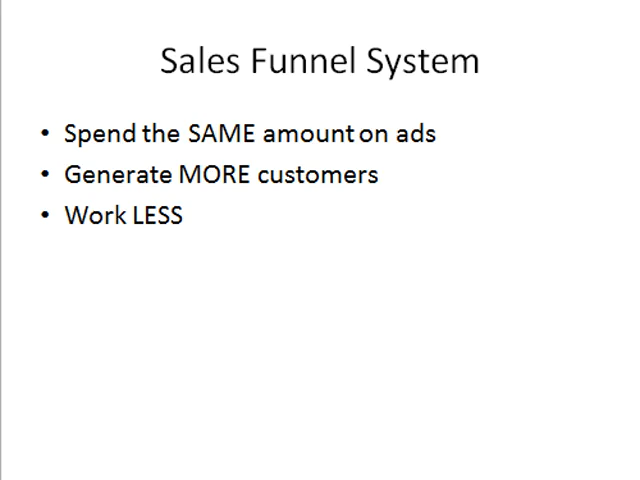 Sales Funnel System
• Spend the SAME amount on ads
• Generate MORE customers
• Work LESS